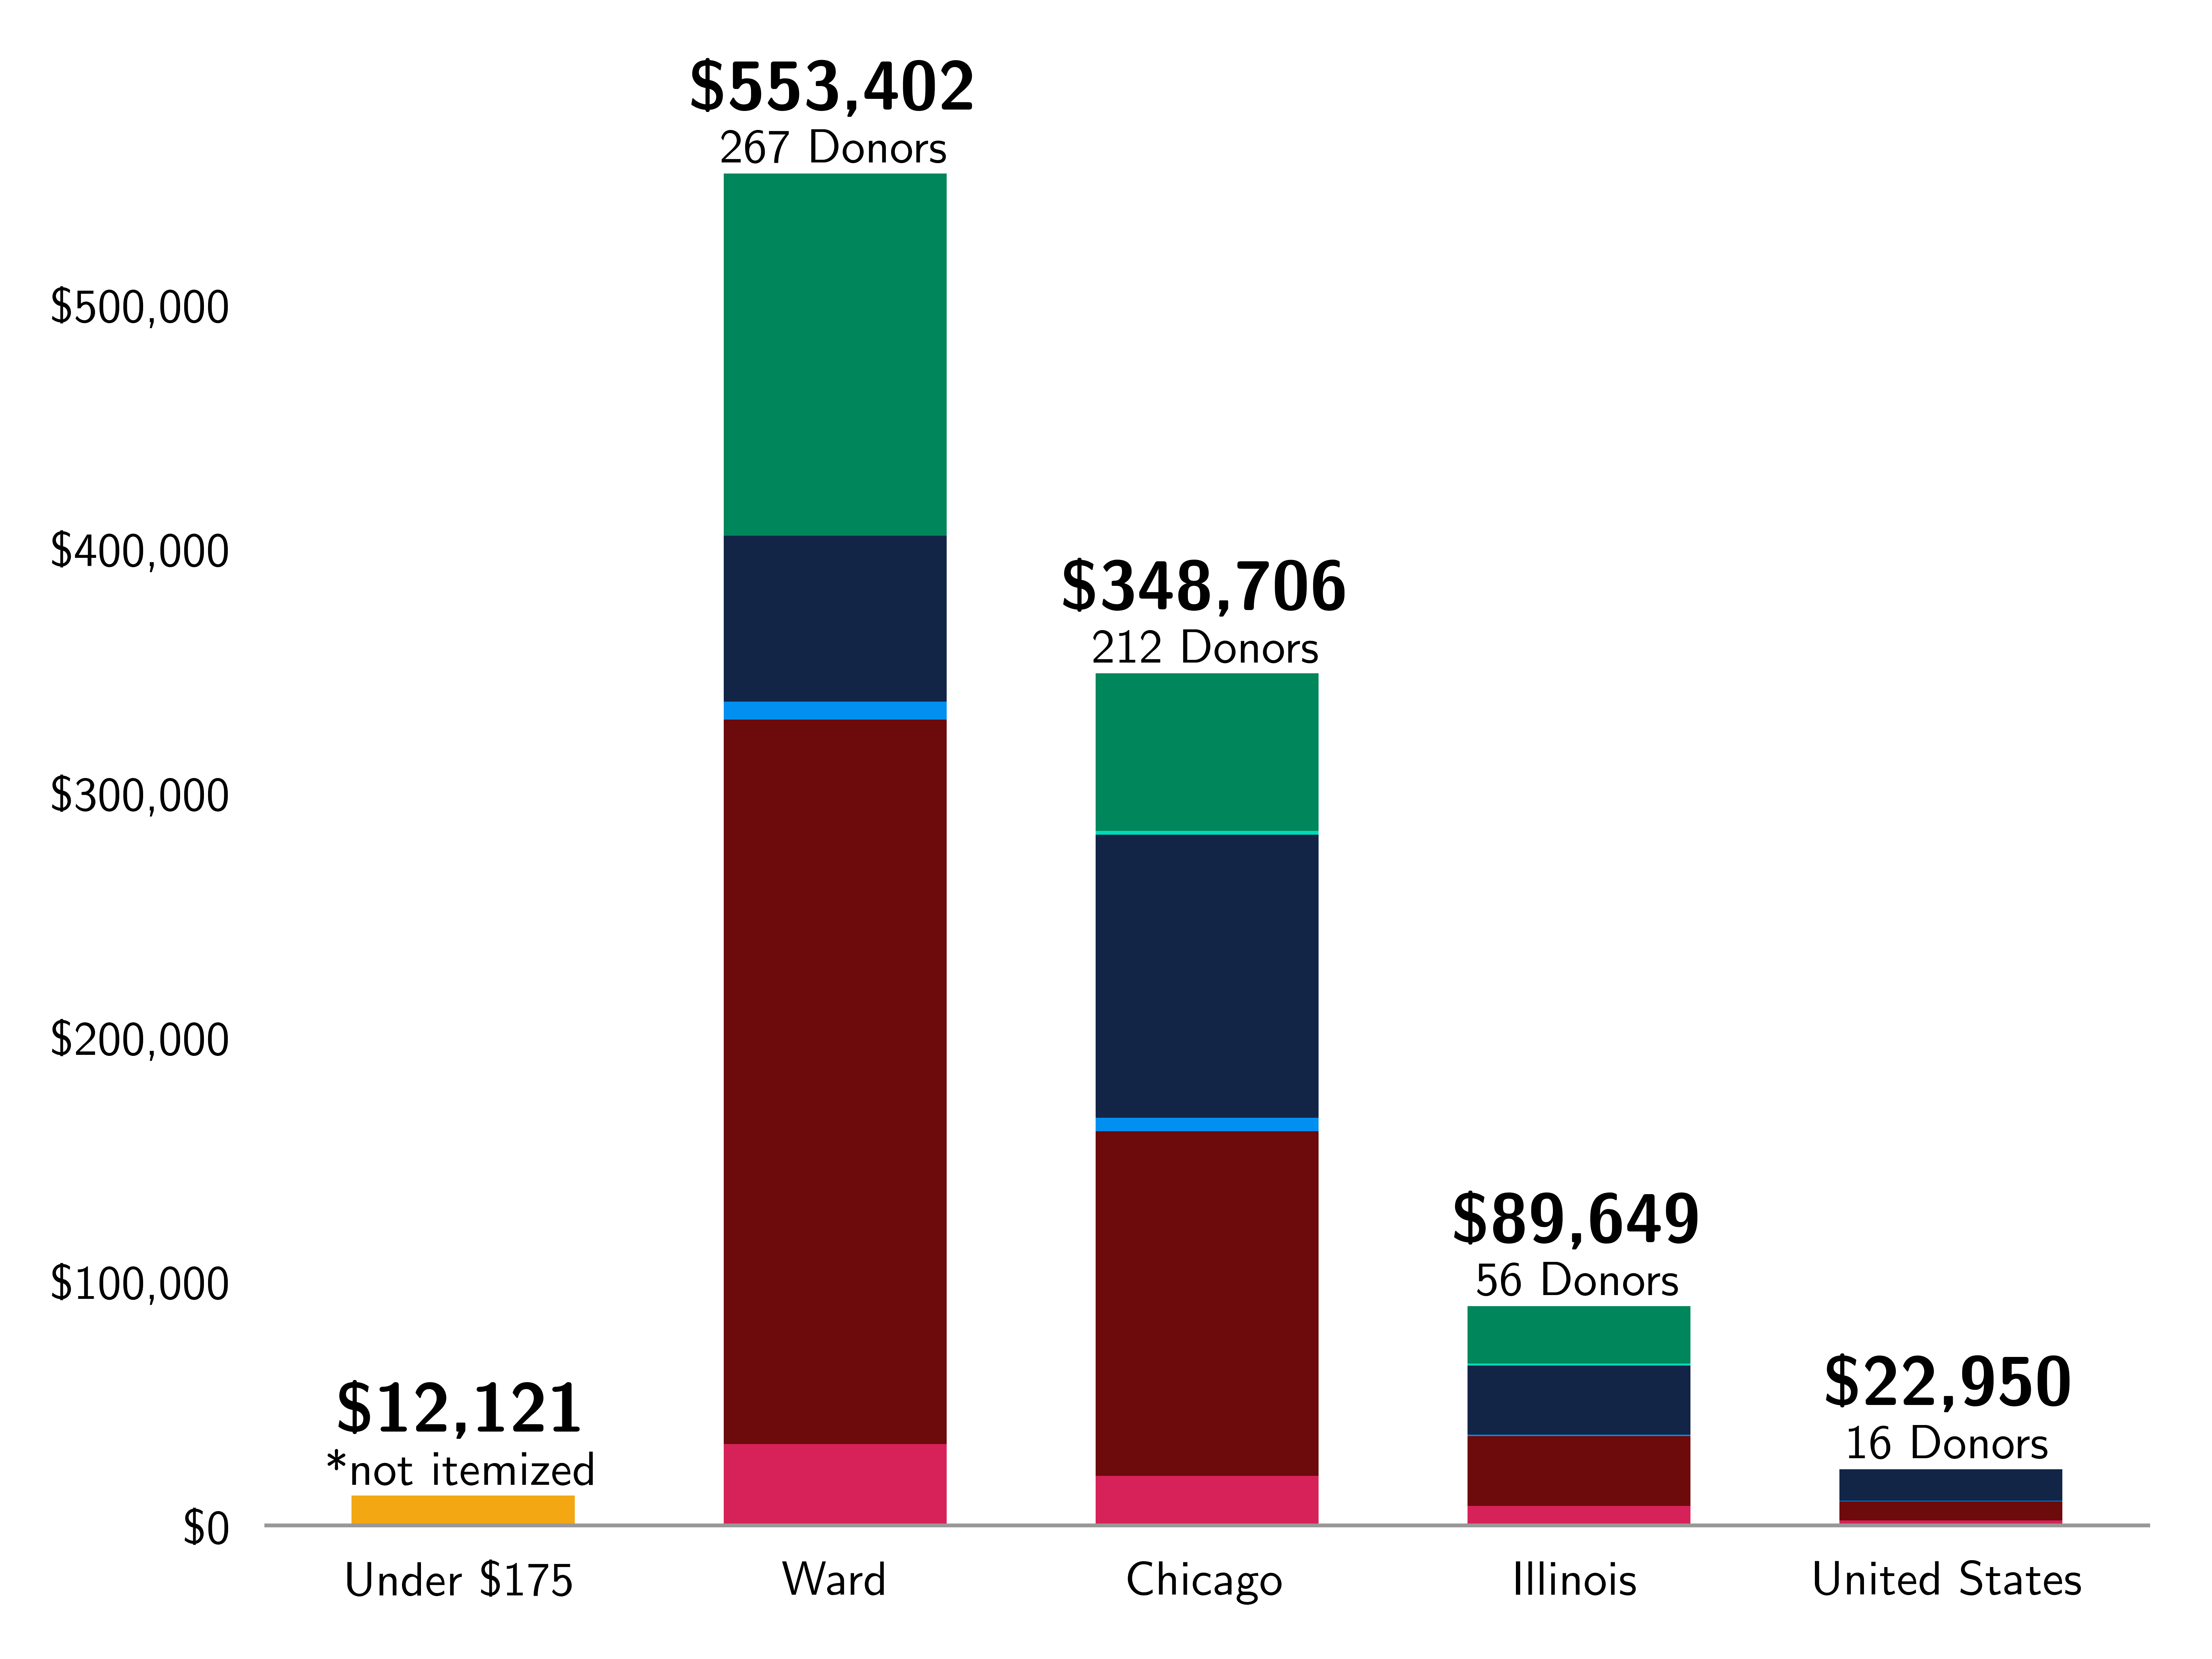 $553,402
267 Donors
$500,000
$400,000
$348,706
212 Donors
$300,000
$200,000
$89,649
56 Donors
$100,000
$22,950
16 Donors
$12,121
*not itemized
$0
Under $175
Ward
Chicago
Illinois
United States